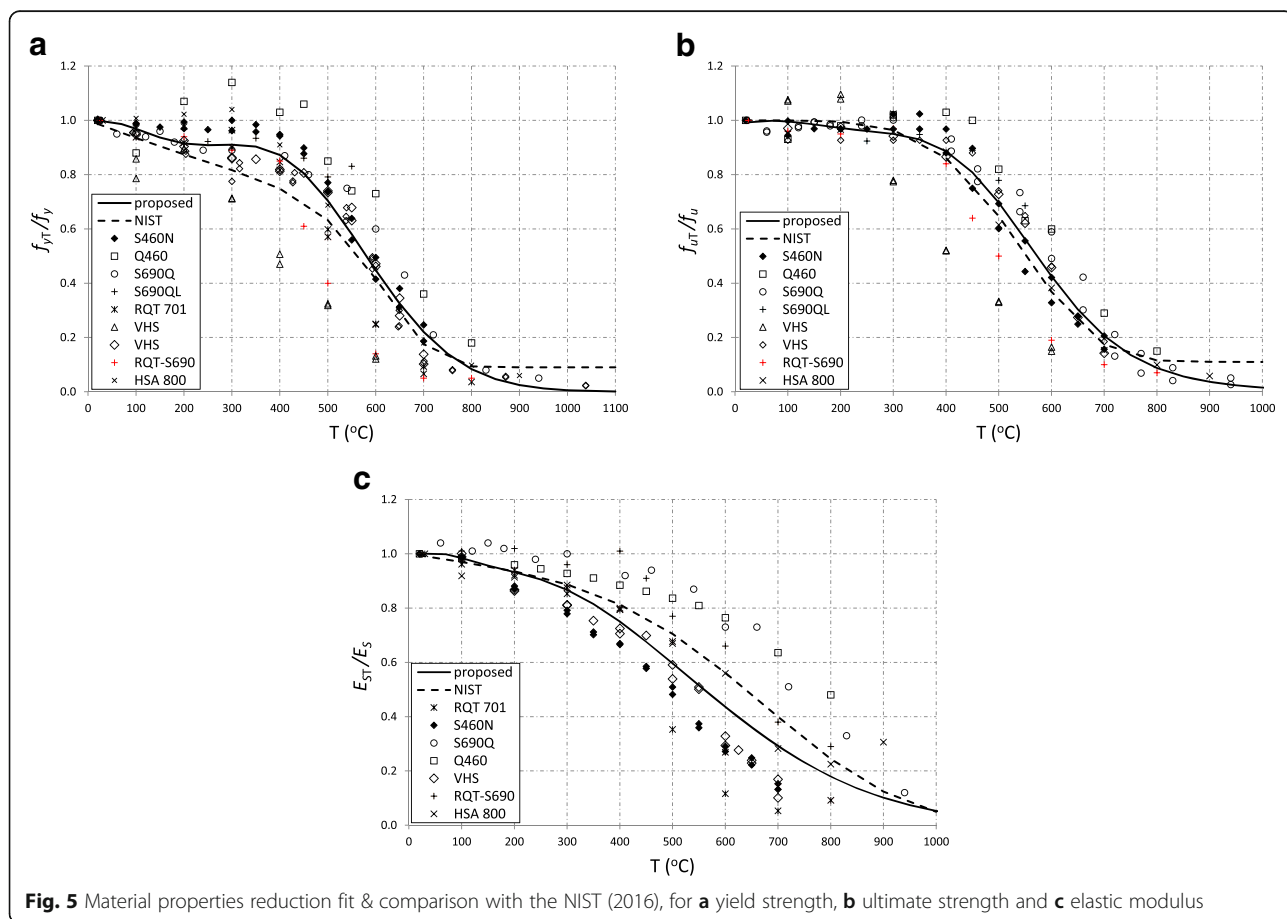 a
1.2
1.0
0.8
0.6
0.4
0.2
0.0
f_yT/f_y
proposed
NIST
S460N
Q460
S690Q
S690QL
RQT 701
VHS
VHS
RQT-S690
HSA 800
0 100 200 300 400 500 600 700 800 900 1000 1100
T (°C)
b
1.2
1.0
0.8
0.6
0.4
0.2
0.0
f_uT/f_u
proposed
NIST
S460N
Q460
S690Q
S690QL
VHS
VHS
RQT-S690
HSA 800
0 100 200 300 400 500 600 700 800 900 1000
T (°C)
c
1.2
1.0
0.8
0.6
0.4
0.2
0.0
E_ST/E_S
proposed
NIST
RQT 701
S460N
S690Q
Q460
VHS
RQT-S690
HSA 800
0 100 200 300 400 500 600 700 800 900 1000
T (°C)
Fig. 5 Material properties reduction fit & comparison with the NIST (2016), for a yield strength, b ultimate strength and c elastic modulus